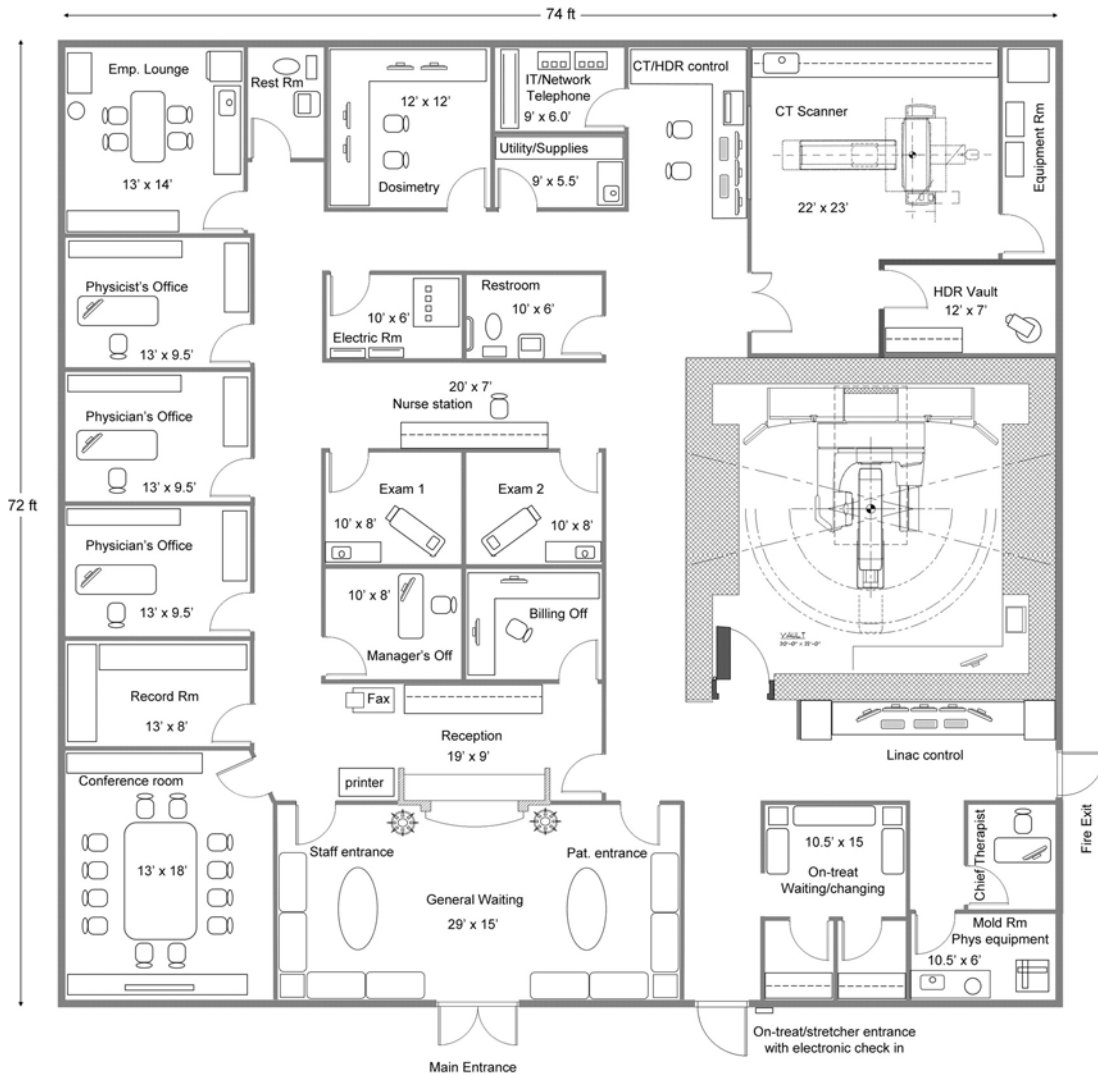 74 ft
72 ft
Emp. Lounge
13' x 14'
Rest Rm
12' x 12'
Dosimetry
IT/Network
Telephone
9' x 6.0'
Utility/Supplies
9' x 5.5'
CT/HDR control
CT Scanner
22' x 23'
Equipment Rm
HDR Vault
12' x 7'
Physicist's Office
13' x 9.5'
10' x 6'
Electric Rm
Restroom
10' x 6'
20' x 7'
Nurse station
Physician's Office
13' x 9.5'
Exam 1
10' x 8'
Exam 2
10' x 8'
Physician's Office
13' x 9.5'
10' x 8'
Manager's Off
Billing Off
VAULT
Record Rm
13' x 8'
Fax
Reception
19' x 9'
printer
Linac control
Fire Exit
Conference room
13' x 18'
Staff entrance
Pat. entrance
General Waiting
29' x 15'
10.5' x 15
On-treat
Waiting/changing
Chief Therapist
Mold Rm
Phys equipment
10.5' x 6'
Main Entrance
On-treat/stretcher entrance
with electronic check in